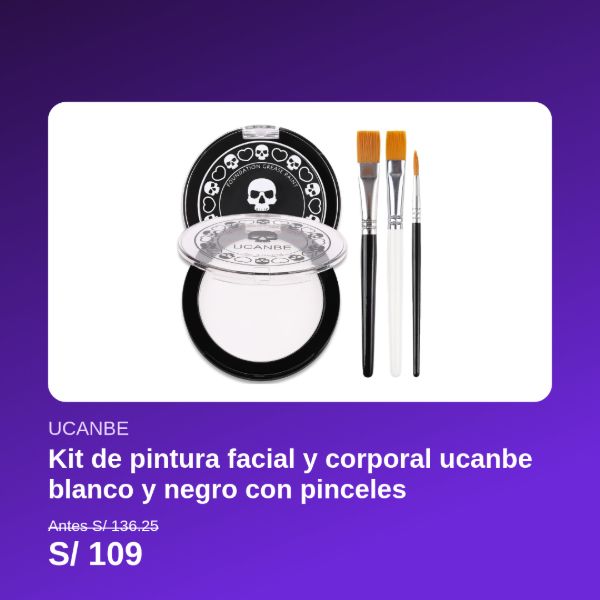 FOUNDATION GREASE PAINT
UCANBE
UCANBE
Kit de pintura facial y corporal ucanbe
blanco y negro con pinceles
Antes S/ 136.25
S/ 109